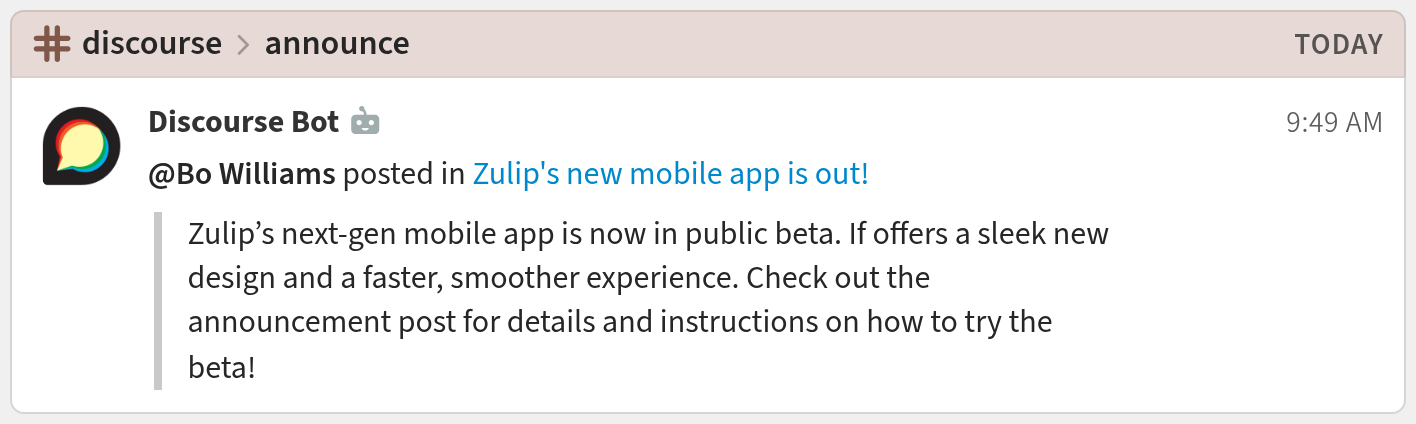 discourse > announce TODAY
Discourse Bot 9:49 AM
@Bo Williams posted in Zulip's new mobile app is out!
Zulip’s next-gen mobile app is now in public beta. If offers a sleek new
design and a faster, smoother experience. Check out the
announcement post for details and instructions on how to try the
beta!